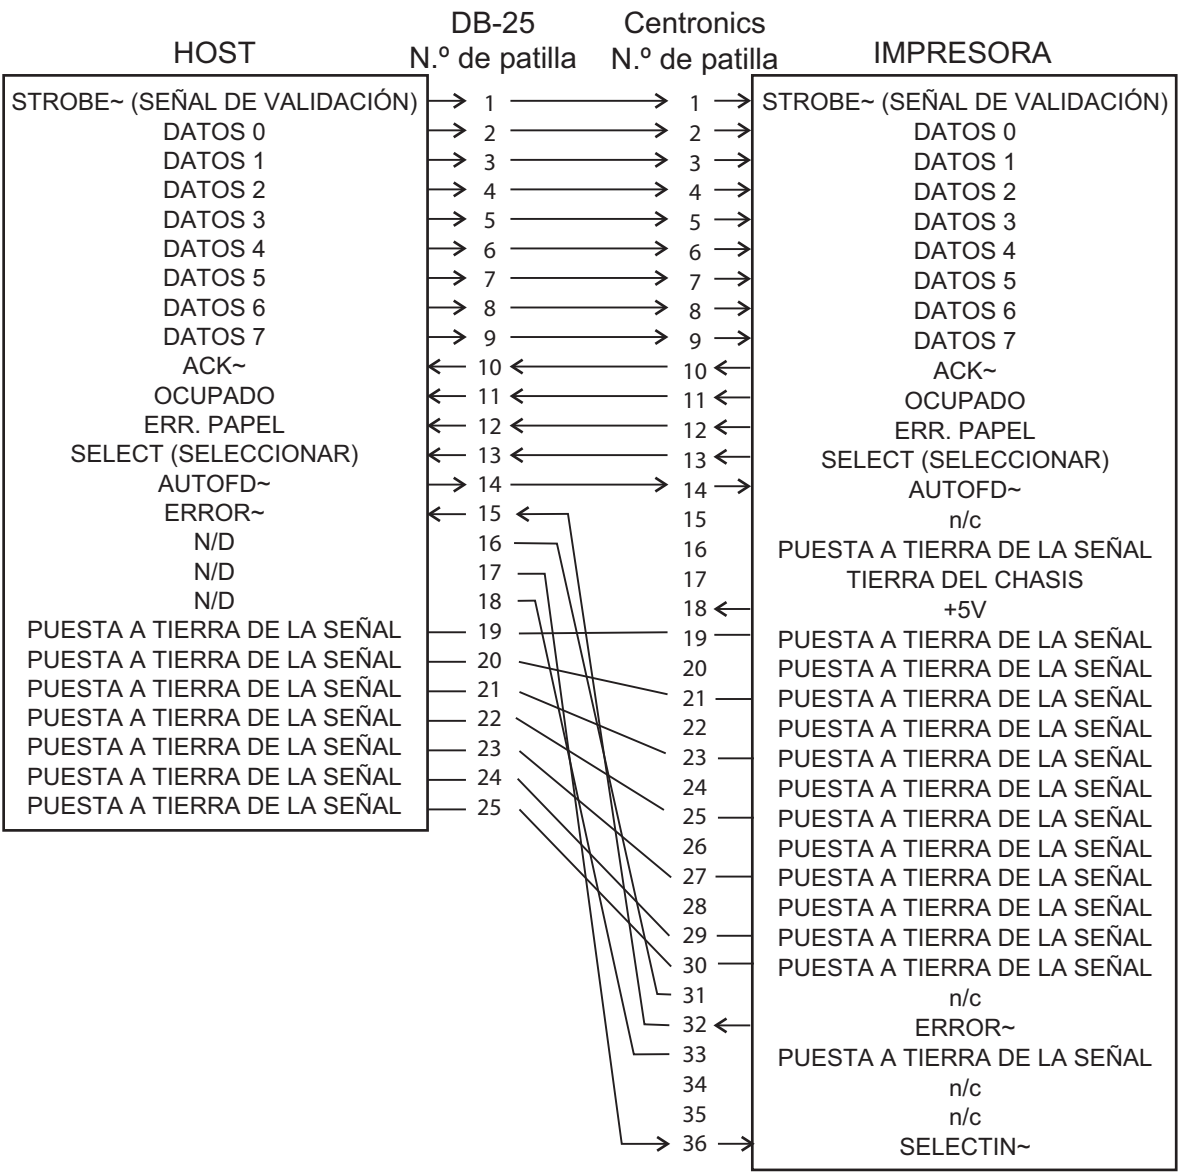 DB-25 Centronics
HOST N.º de patilla N.º de patilla IMPRESORA
STROBE~ (SEÑAL DE VALIDACIÓN) 1 1 STROBE~ (SEÑAL DE VALIDACIÓN)
DATOS 0 2 2 DATOS 0
DATOS 1 3 3 DATOS 1
DATOS 2 4 4 DATOS 2
DATOS 3 5 5 DATOS 3
DATOS 4 6 6 DATOS 4
DATOS 5 7 7 DATOS 5
DATOS 6 8 8 DATOS 6
DATOS 7 9 9 DATOS 7
ACK~ 10 10 ACK~
OCUPADO 11 11 OCUPADO
ERR. PAPEL 12 12 ERR. PAPEL
SELECT (SELECCIONAR) 13 13 SELECT (SELECCIONAR)
AUTOFD~ 14 14 AUTOFD~
ERROR~ 15 15 n/c
N/D 16 16 PUESTA A TIERRA DE LA SEÑAL
N/D 17 17 TIERRA DEL CHASIS
N/D 18 18 +5V
PUESTA A TIERRA DE LA SEÑAL 19 19 PUESTA A TIERRA DE LA SEÑAL
PUESTA A TIERRA DE LA SEÑAL 20 20 PUESTA A TIERRA DE LA SEÑAL
PUESTA A TIERRA DE LA SEÑAL 21 21 PUESTA A TIERRA DE LA SEÑAL
PUESTA A TIERRA DE LA SEÑAL 22 22 PUESTA A TIERRA DE LA SEÑAL
PUESTA A TIERRA DE LA SEÑAL 23 23 PUESTA A TIERRA DE LA SEÑAL
PUESTA A TIERRA DE LA SEÑAL 24 24 PUESTA A TIERRA DE LA SEÑAL
PUESTA A TIERRA DE LA SEÑAL 25 25 PUESTA A TIERRA DE LA SEÑAL
26 PUESTA A TIERRA DE LA SEÑAL
27 PUESTA A TIERRA DE LA SEÑAL
28 PUESTA A TIERRA DE LA SEÑAL
29 PUESTA A TIERRA DE LA SEÑAL
30 PUESTA A TIERRA DE LA SEÑAL
31 n/c
32 ERROR~
33 PUESTA A TIERRA DE LA SEÑAL
34 n/c
35 n/c
36 SELECTIN~